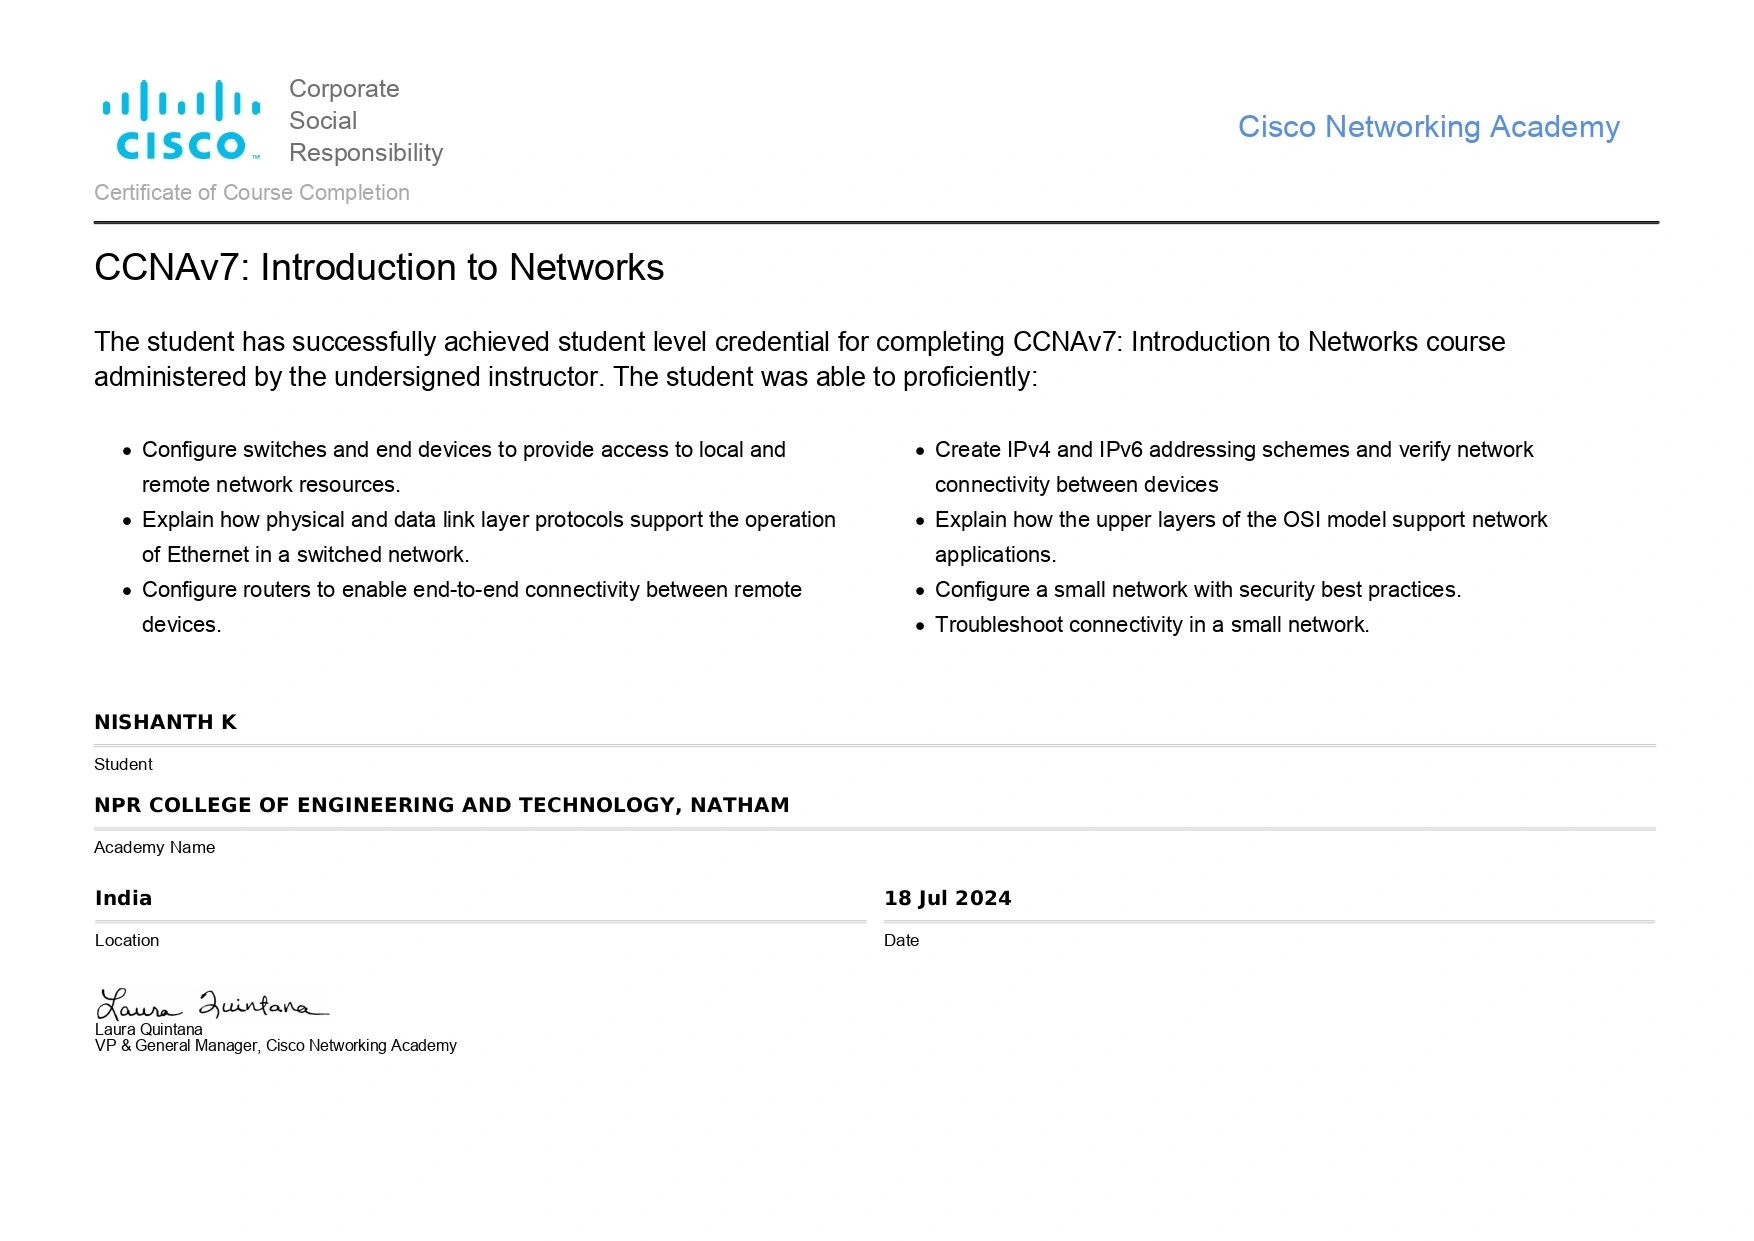 CISCO™
Corporate
Social
Responsibility
Cisco Networking Academy
Certificate of Course Completion
CCNAv7: Introduction to Networks
The student has successfully achieved student level credential for completing CCNAv7: Introduction to Networks course
administered by the undersigned instructor. The student was able to proficiently:
• Configure switches and end devices to provide access to local and
remote network resources.
• Explain how physical and data link layer protocols support the operation
of Ethernet in a switched network.
• Configure routers to enable end-to-end connectivity between remote
devices.
• Create IPv4 and IPv6 addressing schemes and verify network
connectivity between devices
• Explain how the upper layers of the OSI model support network
applications.
• Configure a small network with security best practices.
• Troubleshoot connectivity in a small network.
NISHANTH K
Student
NPR COLLEGE OF ENGINEERING AND TECHNOLOGY, NATHAM
Academy Name
India
Location
18 Jul 2024
Date
Laura Quintana
Laura Quintana
VP & General Manager, Cisco Networking Academy